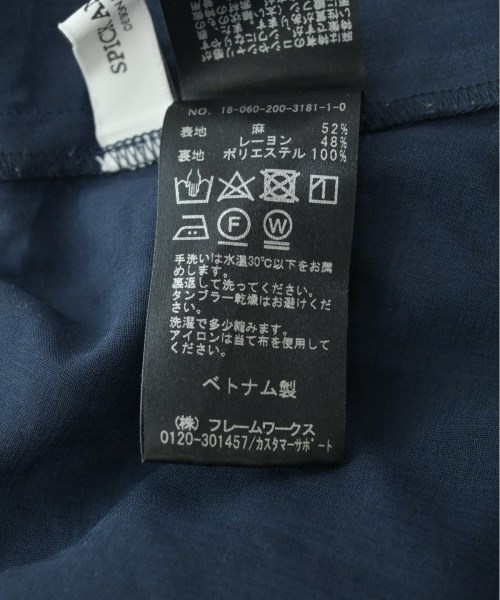 SPICK AN
DESIGN
NO. 18-060-200-3181-1-0
表地 麻 52%
レーヨン 48%
裏地 ポリエステル 100%
F W
手洗いは水温30℃以下をお薦
めします。
裏返して洗ってください。
タンブラー乾燥はお避けくだ
さい。
洗濯で多少縮みます。
アイロンは当て布を使用して
ください。
ベトナム製
(株) フレームワークス
0120-301457/カスタマーサポート